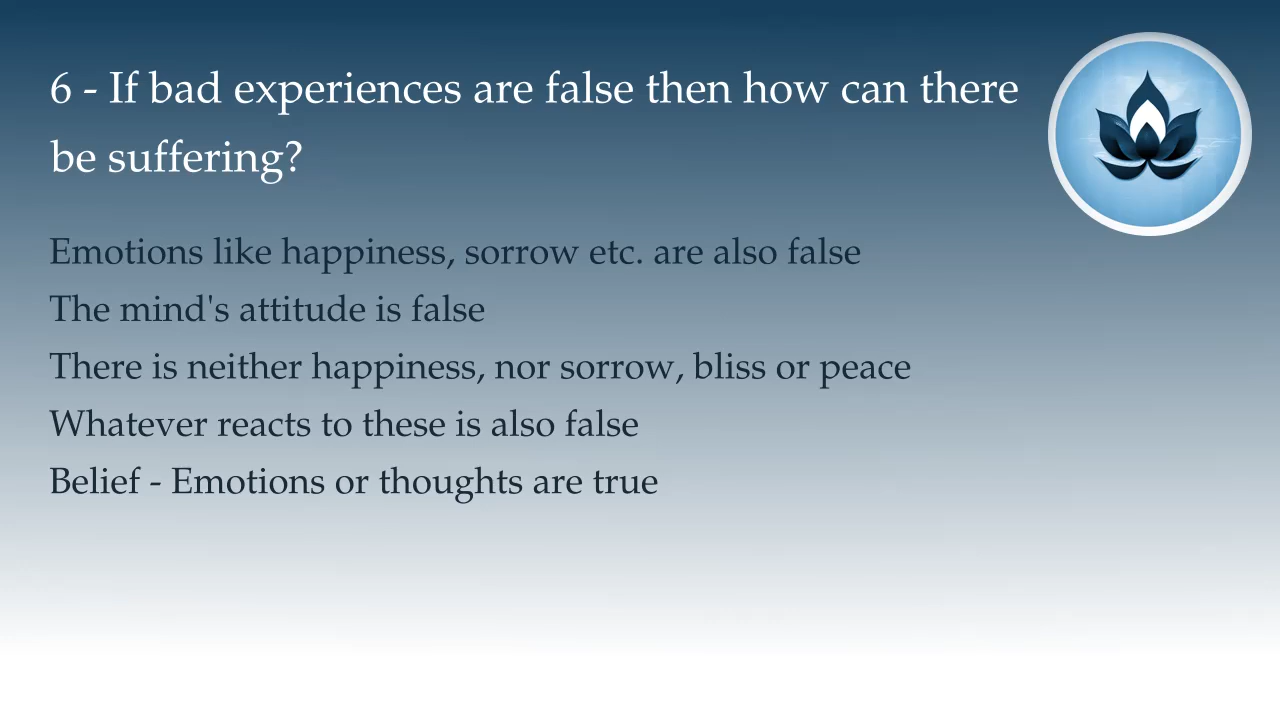 6 - If bad experiences are false then how can there
be suffering?
Emotions like happiness, sorrow etc. are also false
The mind's attitude is false
There is neither happiness, nor sorrow, bliss or peace
Whatever reacts to these is also false
Belief - Emotions or thoughts are true